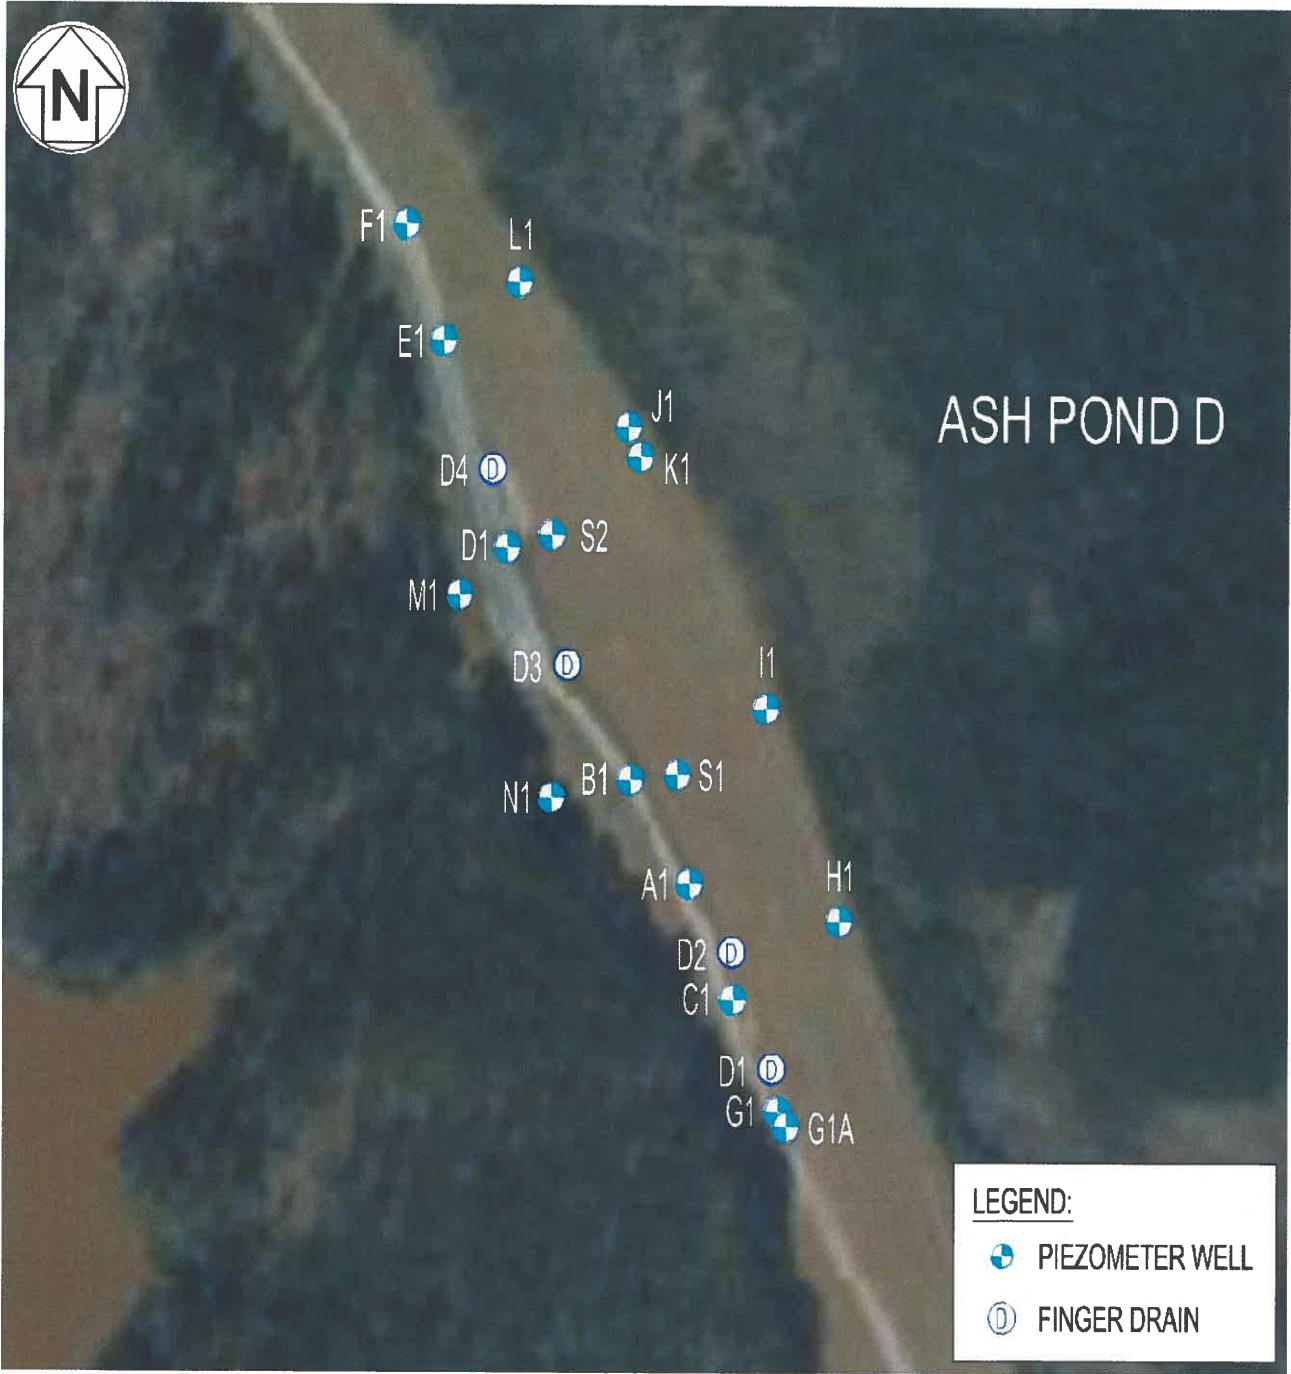 N
F1
L1
E1
J1
ASH POND D
K1
D4 D
S2
D1
M1
D3 D
I1
B1 S1
N1
A1
H1
D2 D
C1
D1 D
G1
G1A
LEGEND:
PIEZOMETER WELL
D FINGER DRAIN